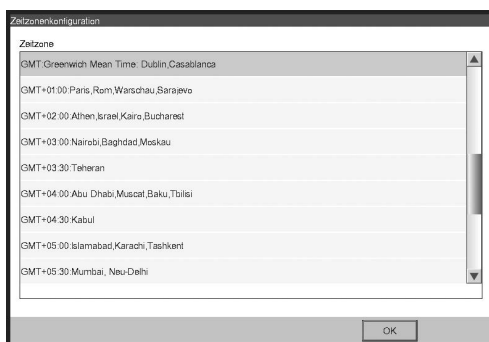 Zeitzonenkonfiguration
Zeitzone
GMT:Greenwich Mean Time: Dublin,Casablanca
GMT+01:00:Paris,Rom,Warschau,Sarajevo
GMT+02:00:Athen,Israel,Kairo,Bucharest
GMT+03:00:Nairobi,Baghdad,Moskau
GMT+03:30:Teheran
GMT+04:00:Abu Dhabi,Muscat,Baku,Tbilisi
GMT+04:30:Kabul
GMT+05:00:Islamabad,Karachi,Tashkent
GMT+05:30:Mumbai, Neu-Delhi
OK